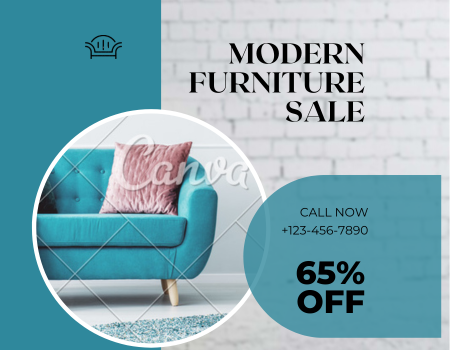 MODERN
FURNITURE
SALE
Canva
CALL NOW
+123-456-7890
65%
OFF